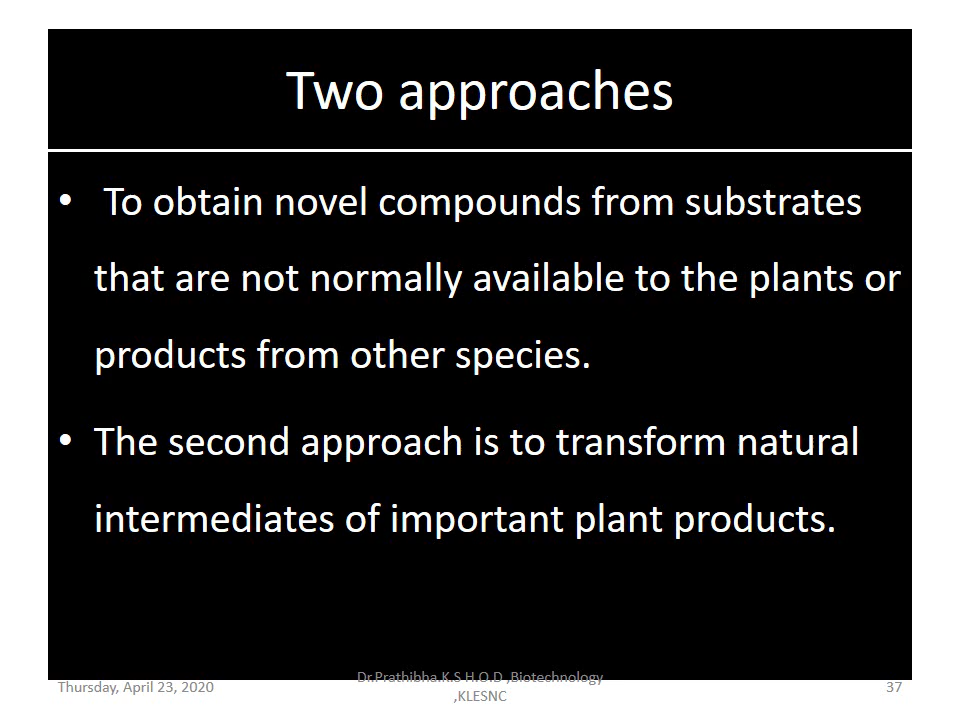 Two approaches
• To obtain novel compounds from substrates
that are not normally available to the plants or
products from other species.
• The second approach is to transform natural
intermediates of important plant products.
Thursday, April 23, 2020
Dr.Prathibha.K.S H.O.D ,Biotechnology
,KLESNC
37